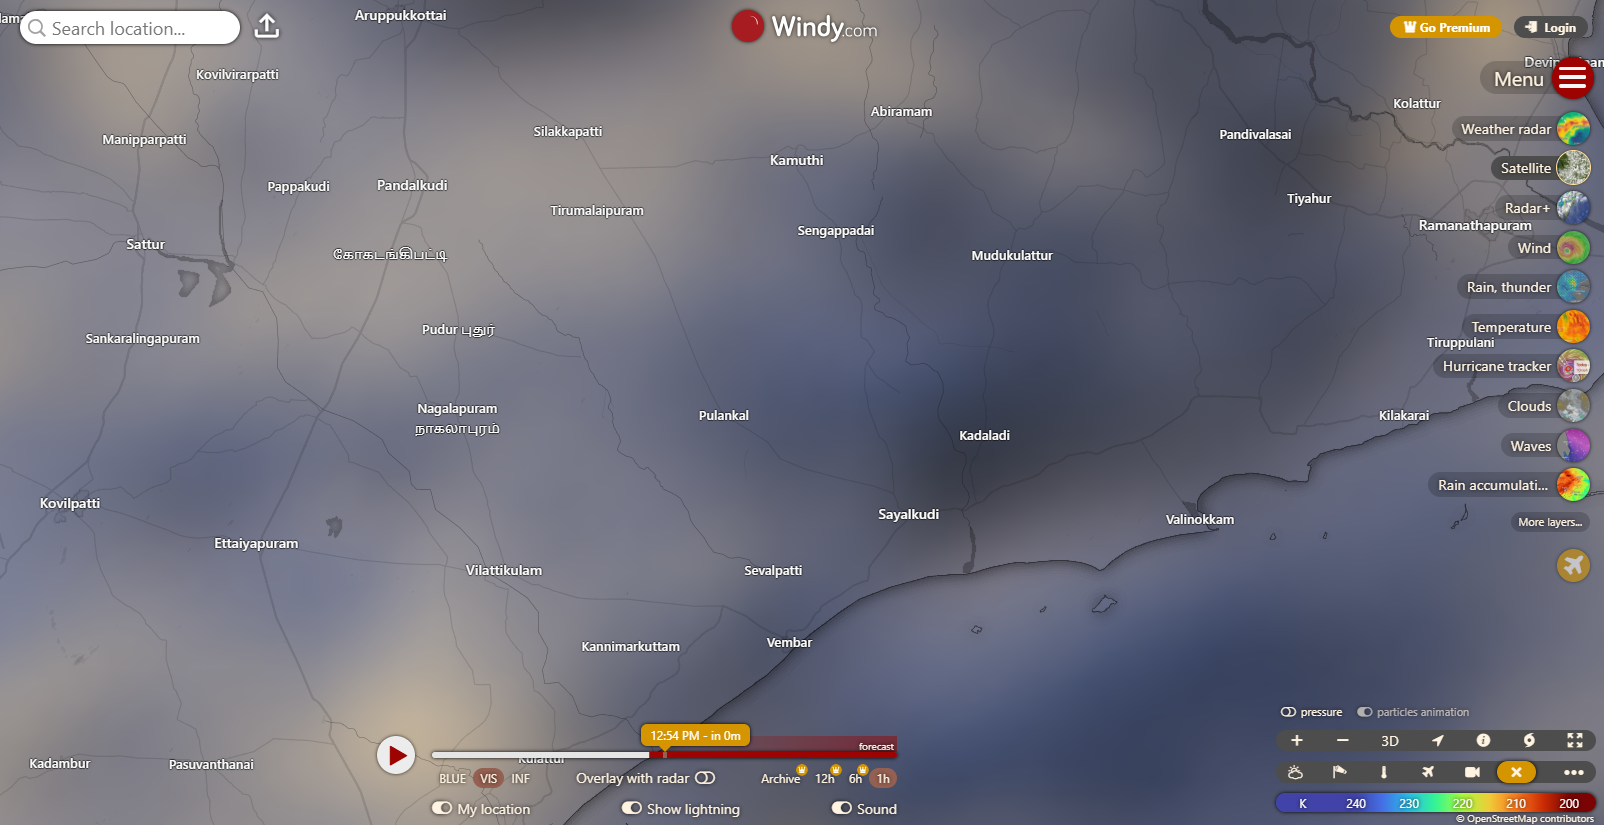 Aruppukkottai
Search location...
Windy.com
Go Premium
Login
Kovilvirarpatti
Menu
Kolattur
Abiramam
Silakkapatti
Pandivalasai
Weather radar
Manipparpatti
Kamuthi
Satellite
Pappakudi
Pandalkudi
Tiyahur
Tirumalaipuram
Radar+
Ramanathapuram
Sengappadai
Sattur
Wind
கோகடங்கிபட்டி
Mudukulattur
Rain, thunder
Pudur புதுர்
Temperature
Sankaralingapuram
Tiruppulani
Hurricane tracker
Nagalapuram
நாகலாபுரம்
Clouds
Pulankal
Kilakarai
Kadaladi
Waves
Rain accumulati...
Kovilpatti
Sayalkudi
Valinokkam
More layers...
Ettaiyapuram
Vilattikulam
Sevalpatti
Kannimarkuttam
Vembar
pressure
particles animation
12:54 PM - in 0m
forecast
3D
Kadambur
Pasuvanthanai
Kulattur
BLUE VIS INF
Overlay with radar
Archive 12h 6h 1h
My location
Show lightning
Sound
K 240 230 220 210 200
© OpenStreetMap contributors